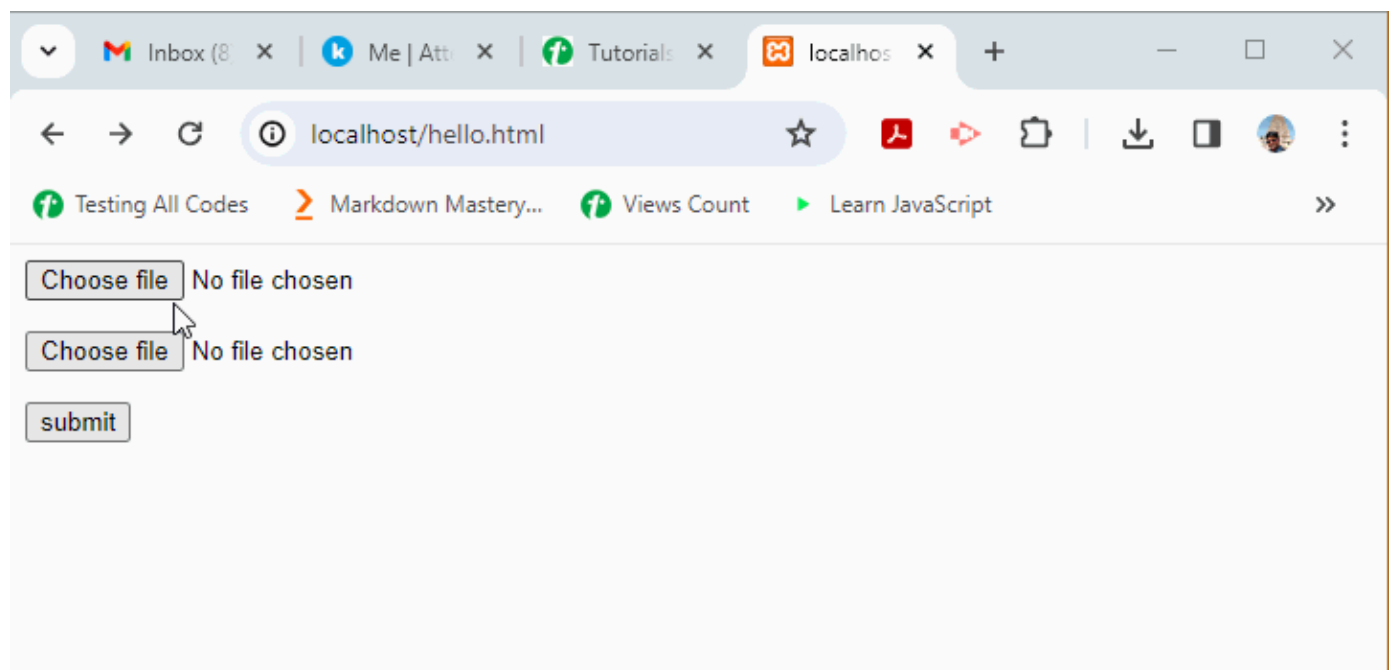 Inbox (8 Me | Att Tutorials localhos
localhost/hello.html
Testing All Codes Markdown Mastery... Views Count Learn JavaScript
Choose file No file chosen
Choose file No file chosen
submit